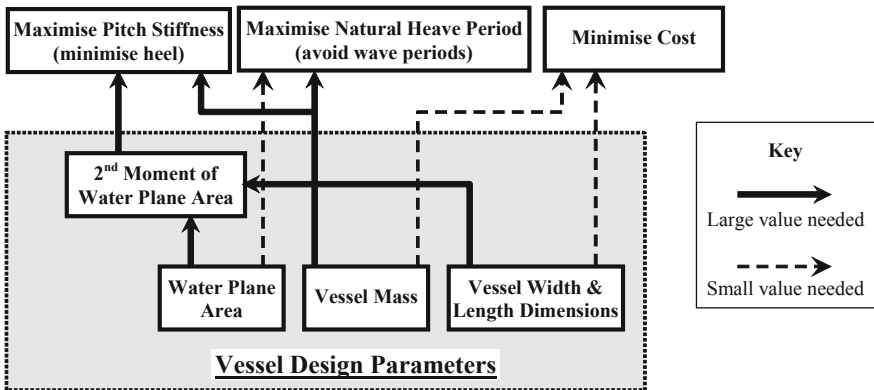 Maximise Pitch Stiffness
(minimise heel)
Maximise Natural Heave Period
(avoid wave periods)
Minimise Cost
2nd Moment of
Water Plane Area
Water Plane
Area
Vessel Mass
Vessel Width &
Length Dimensions
Vessel Design Parameters
Key
Large value needed
Small value needed